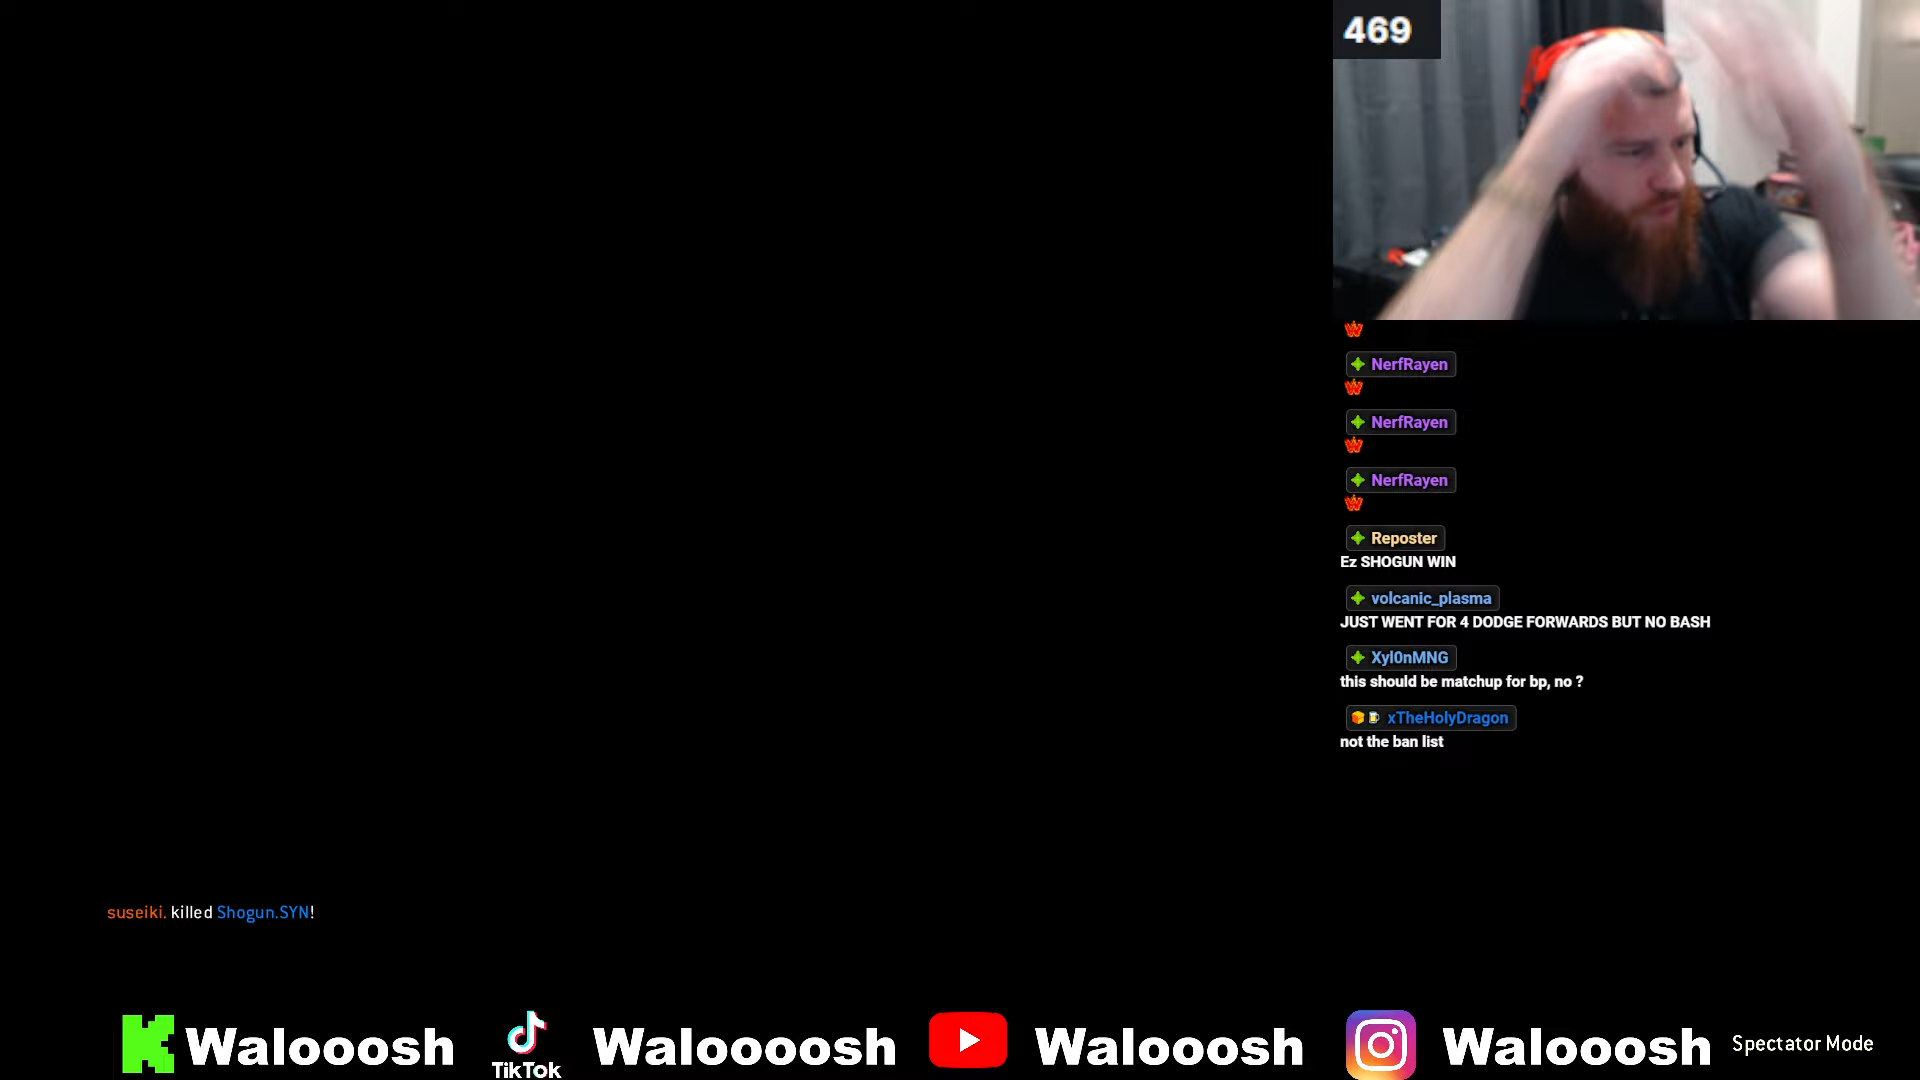 469
NerfRayen
NerfRayen
NerfRayen
Reposter
Ez SHOGUN WIN
volcanic_plasma
JUST WENT FOR 4 DODGE FORWARDS BUT NO BASH
Xyl0nMNG
this should be matchup for bp, no ?
xTheHolyDragon
not the ban list
suseiki. killed Shogun.SYN!
Walooosh
TikTok
Waloooosh
Walooosh
Walooosh
Spectator Mode